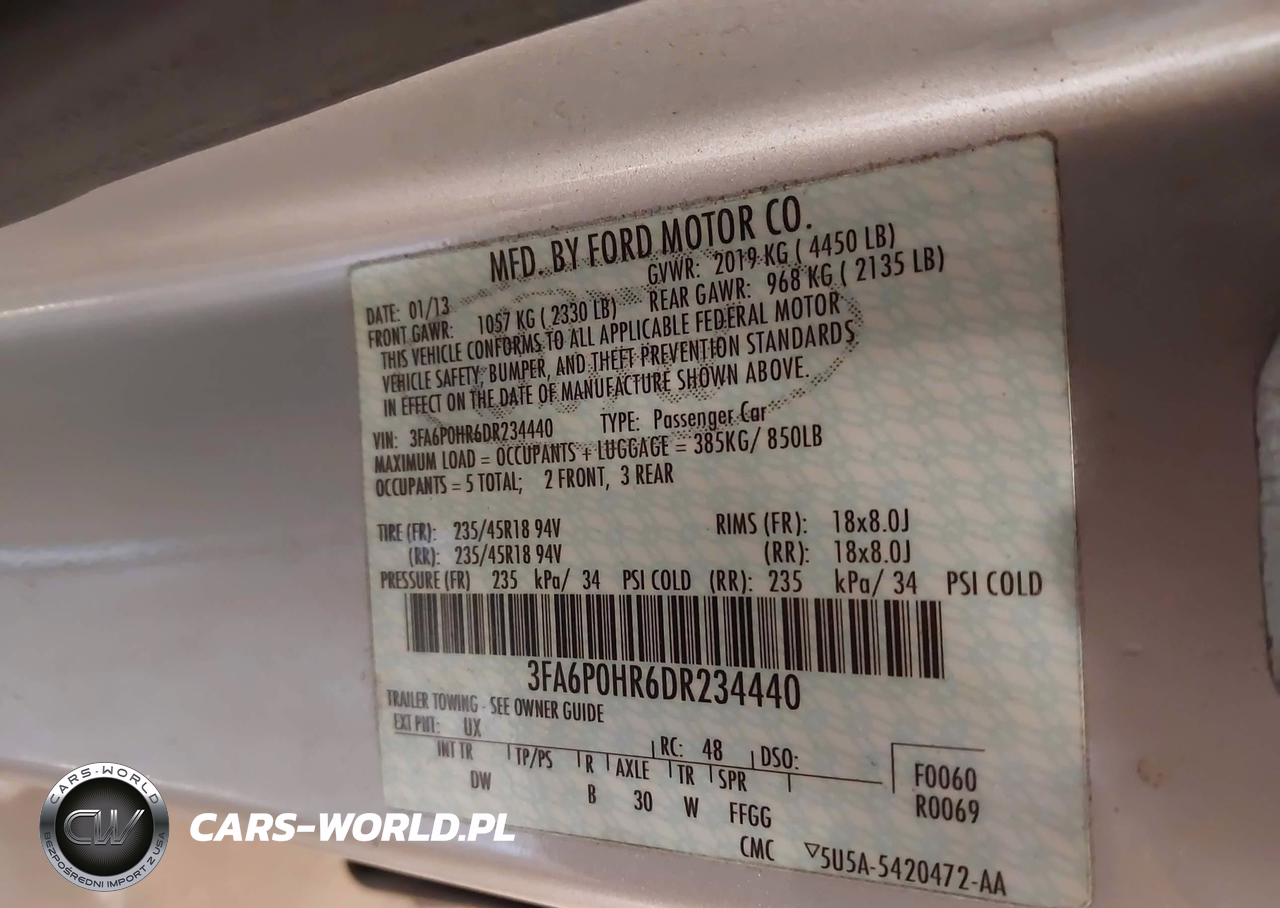 MFD. BY FORD MOTOR CO.
DATE: 01/13 GVWR: 2019 KG ( 4450 LB)
FRONT GAWR: 1057 KG ( 2330 LB) REAR GAWR: 968 KG ( 2135 LB)
THIS VEHICLE CONFORMS TO ALL APPLICABLE FEDERAL MOTOR
VEHICLE SAFETY, BUMPER, AND THEFT PREVENTION STANDARDS
IN EFFECT ON THE DATE OF MANUFACTURE SHOWN ABOVE.
VIN: 3FA6P0HR6DR234440 TYPE: Passenger Car
MAXIMUM LOAD = OCCUPANTS + LUGGAGE = 385KG/ 850LB
OCCUPANTS = 5 TOTAL; 2 FRONT, 3 REAR
TIRE (FR): 235/45R18 94V RIMS (FR): 18x8.0J
(RR): 235/45R18 94V (RR): 18x8.0J
PRESSURE (FR) 235 kPa/ 34 PSI COLD (RR): 235 kPa/ 34 PSI COLD
3FA6P0HR6DR234440
TRAILER TOWING - SEE OWNER GUIDE
EXT PNT: UX RC: 48 DSO:
INT TR TP/PS R AXLE TR SPR F0060
DW B 30 W FFGG R0069
CMC ▽5U5A-5420472-AA
CARS-WORLD
CW
BEZPOŚREDNI IMPORT Z USA
CARS-WORLD.PL